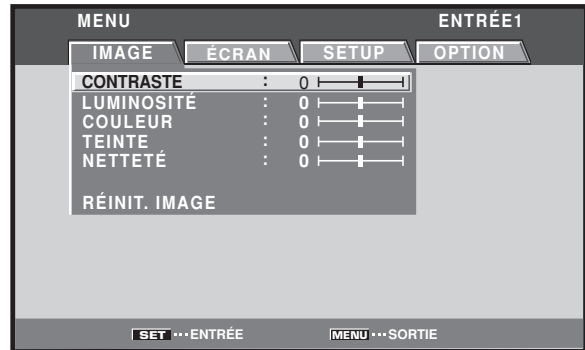 MENU ENTRÉE1
IMAGE ÉCRAN SETUP OPTION
CONTRASTE : 0
LUMINOSITÉ : 0
COULEUR : 0
TEINTE : 0
NETTETÉ : 0
RÉINIT. IMAGE
SET ···ENTRÉE MENU ···SORTIE